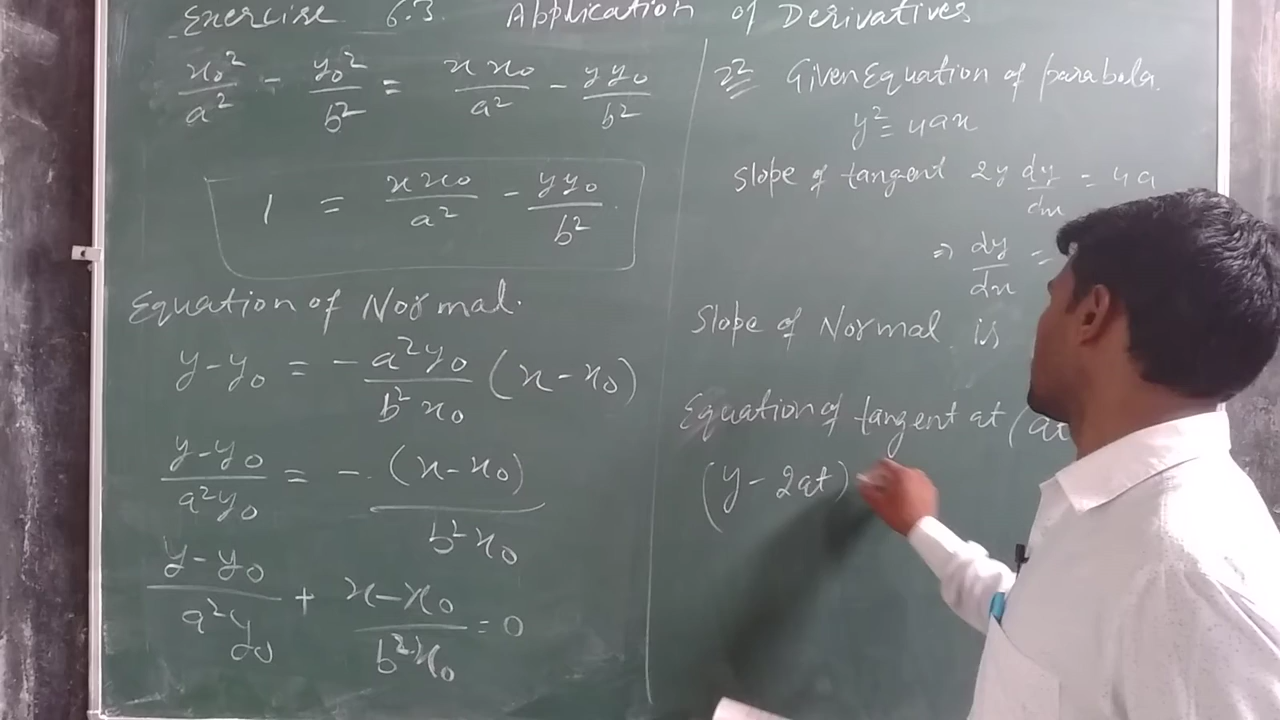 Exercise 6.3. Application of Derivatives
x₀²/a² - y₀²/b² = xx₀/a² - yy₀/b²
1 = xx₀/a² - yy₀/b²
Equation of Normal.
y-y₀ = -a²y₀/b²x₀ (x-x₀)
y-y₀/a²y₀ = -(x-x₀)/b²x₀
y-y₀/a²y₀ + x-x₀/b²x₀ = 0
22 Given Equation of parabola.
y² = 4ax
Slope of tangent 2y dy/dx = 4a
⇒ dy/dx =
Slope of Normal is
Equation of tangent at (at
(y-2at)